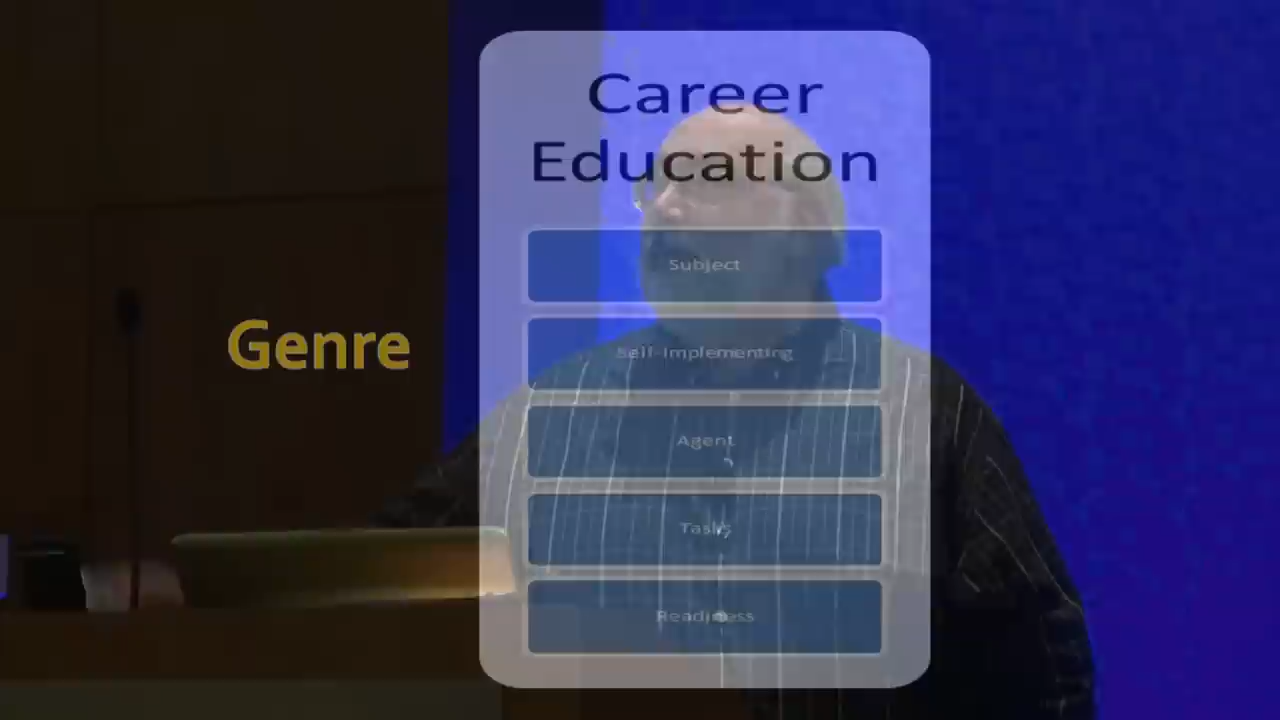 Career
Education
Subject
Genre
Self-Implementing
Agent
Tasks
Readiness